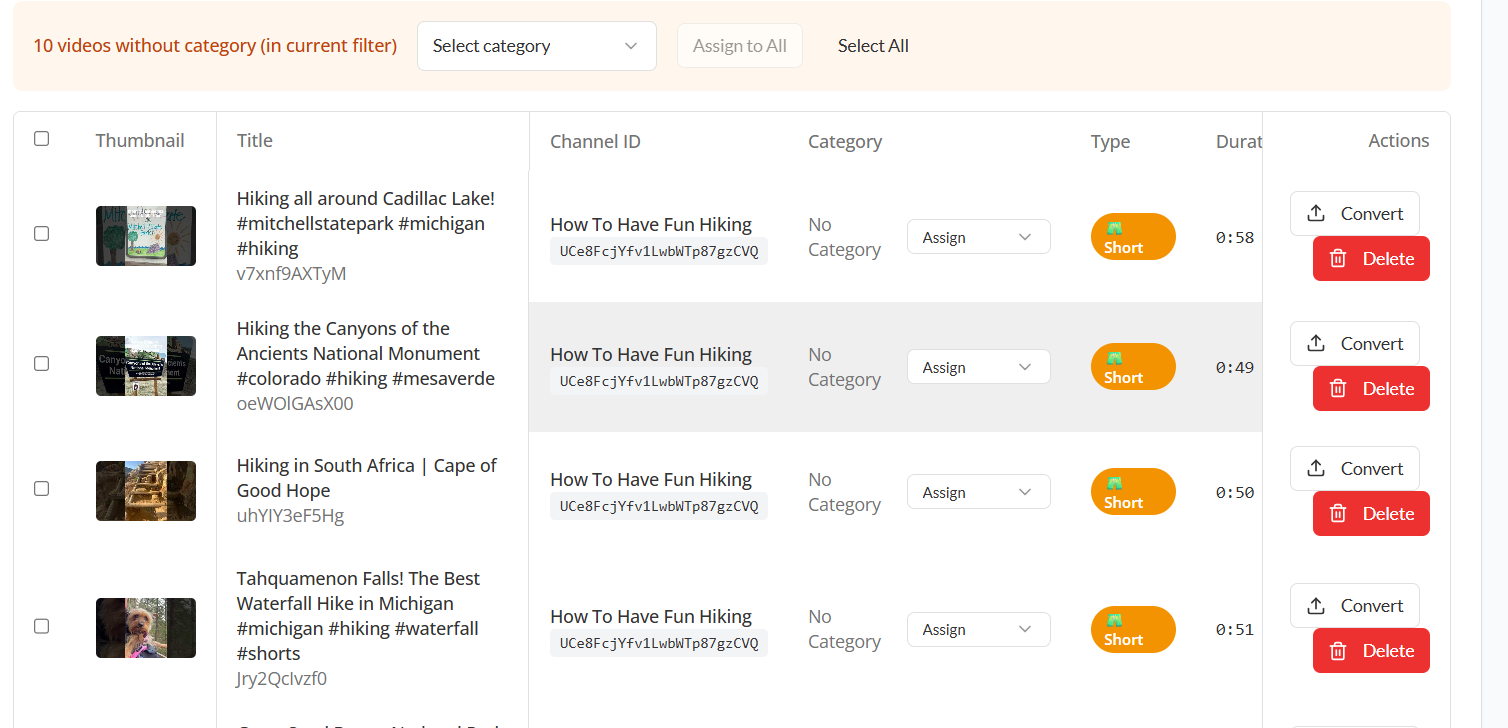 10 videos without category (in current filter)
Select category
Assign to All
Select All
Thumbnail
Title
Channel ID
Category
Type
Durat
Actions
Hiking all around Cadillac Lake!
#mitchellstatepark #michigan
#hiking
v7xnf9AXTyM
How To Have Fun Hiking
UCe8FcjYfv1LwbWTp87gzCVQ
No
Category
Assign
Short
0:58
Convert
Delete
Hiking the Canyons of the
Ancients National Monument
#colorado #hiking #mesaverde
oeWOlGAsX00
How To Have Fun Hiking
UCe8FcjYfv1LwbWTp87gzCVQ
No
Category
Assign
Short
0:49
Convert
Delete
Hiking in South Africa | Cape of
Good Hope
uhYIY3eF5Hg
How To Have Fun Hiking
UCe8FcjYfv1LwbWTp87gzCVQ
No
Category
Assign
Short
0:50
Convert
Delete
Tahquamenon Falls! The Best
Waterfall Hike in Michigan
#michigan #hiking #waterfall
#shorts
Jry2QcIvzf0
How To Have Fun Hiking
UCe8FcjYfv1LwbWTp87gzCVQ
No
Category
Assign
Short
0:51
Convert
Delete